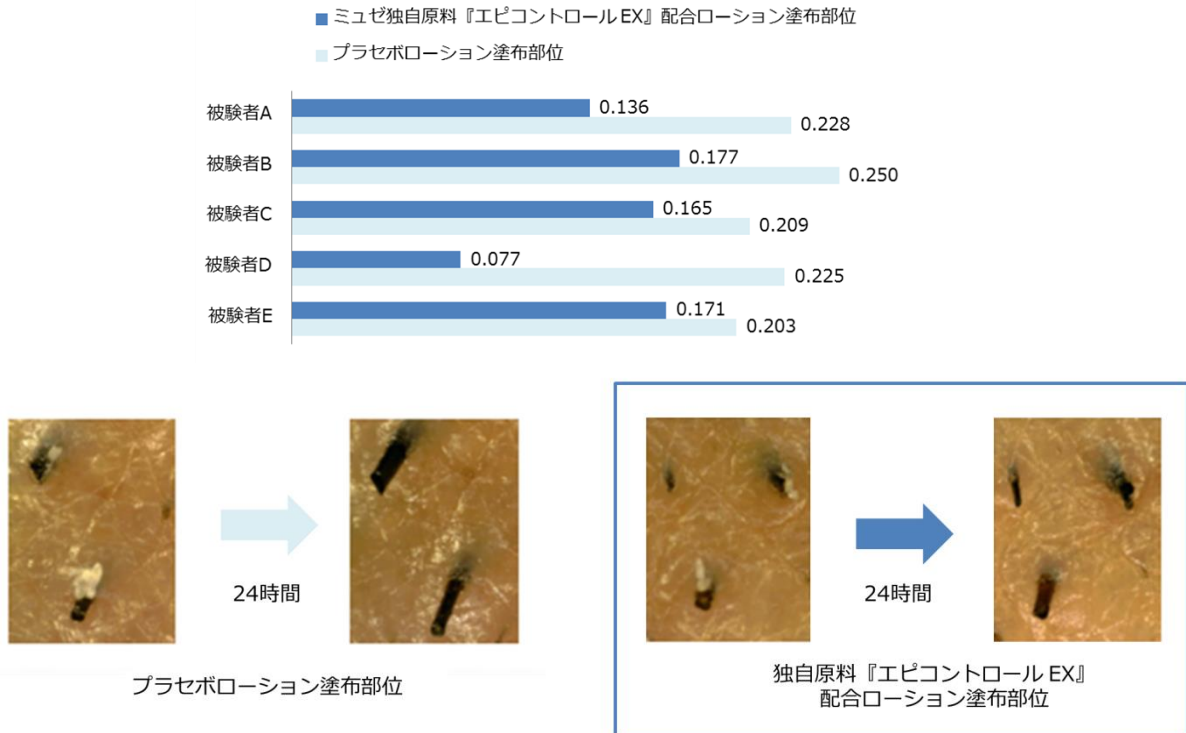 ミュゼ独自原料『エピコントロールEX』配合ローション塗布部位
プラセボローション塗布部位
被験者A
0.136
0.228
被験者B
0.177
0.250
被験者C
0.165
0.209
被験者D
0.077
0.225
被験者E
0.171
0.203
24時間
プラセボローション塗布部位
24時間
独自原料『エピコントロールEX』
配合ローション塗布部位